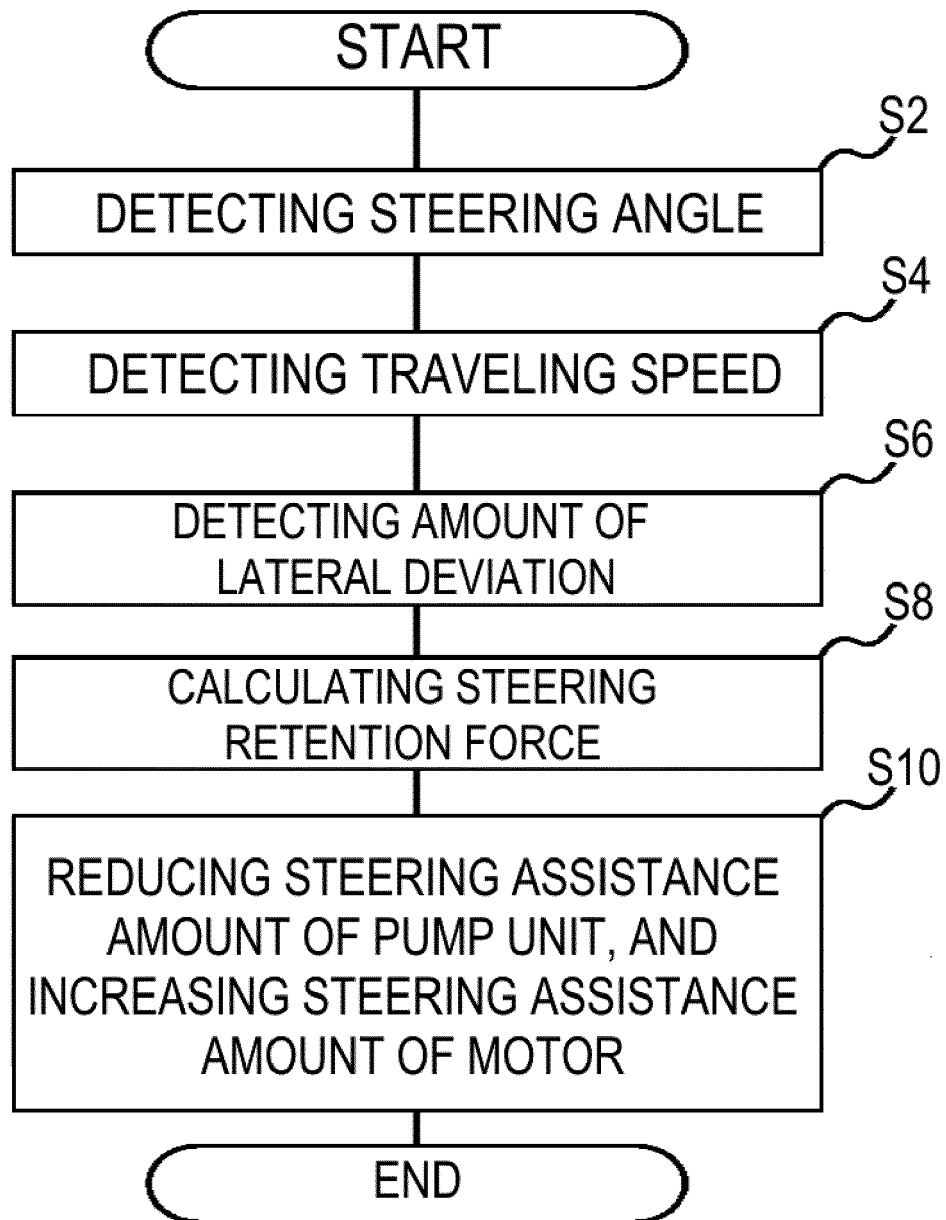 START
S2
DETECTING STEERING ANGLE
S4
DETECTING TRAVELING SPEED
S6
DETECTING AMOUNT OF
LATERAL DEVIATION
S8
CALCULATING STEERING
RETENTION FORCE
S10
REDUCING STEERING ASSISTANCE
AMOUNT OF PUMP UNIT, AND
INCREASING STEERING ASSISTANCE
AMOUNT OF MOTOR
END